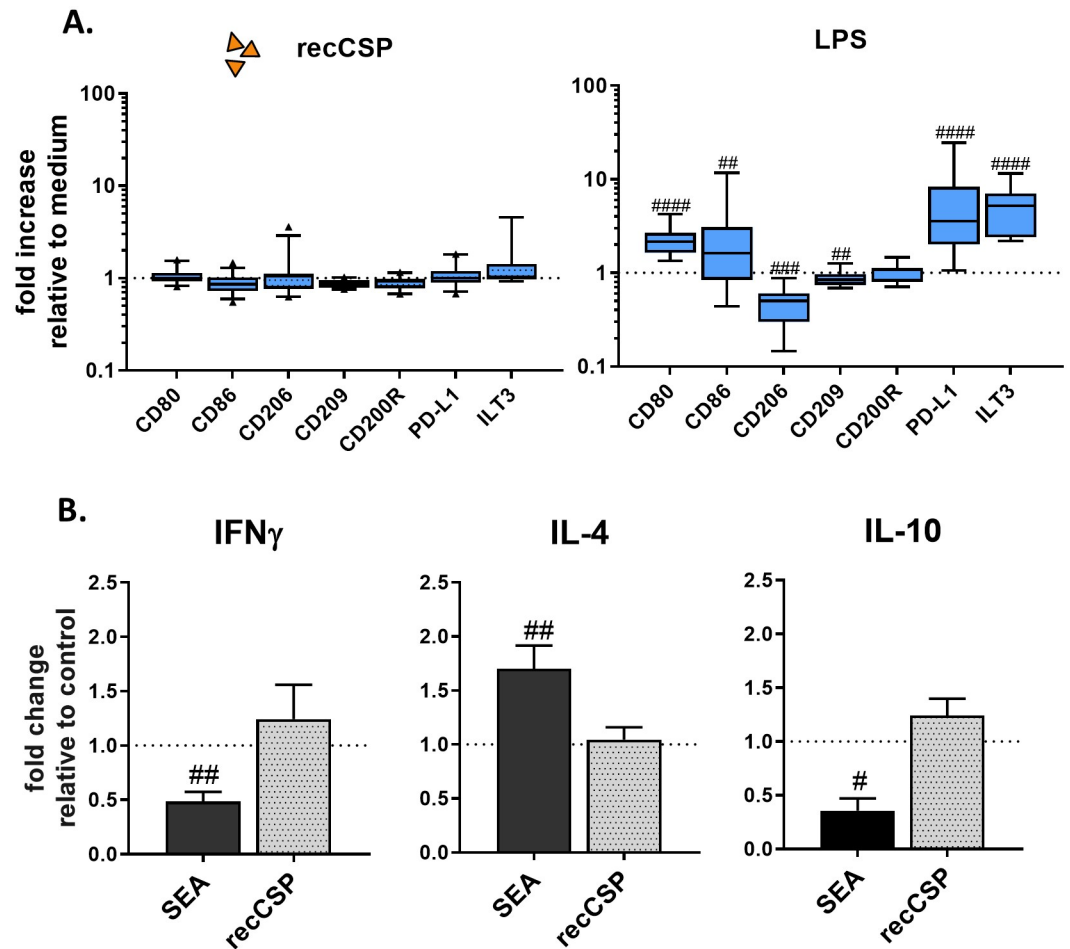 A.
recCSP
LPS
fold increase
relative to medium
100
10
1
0.1
CD80
CD86
CD206
CD209
CD200R
PD-L1
ILT3
100
10
1
0.1
####
##
###
##
####
####
CD80
CD86
CD206
CD209
CD200R
PD-L1
ILT3
B.
IFNγ
IL-4
IL-10
fold change
relative to control
2.5
2.0
1.5
1.0
0.5
0.0
##
SEA
recCSP
2.5
2.0
1.5
1.0
0.5
0.0
##
SEA
recCSP
2.5
2.0
1.5
1.0
0.5
0.0
#
SEA
recCSP